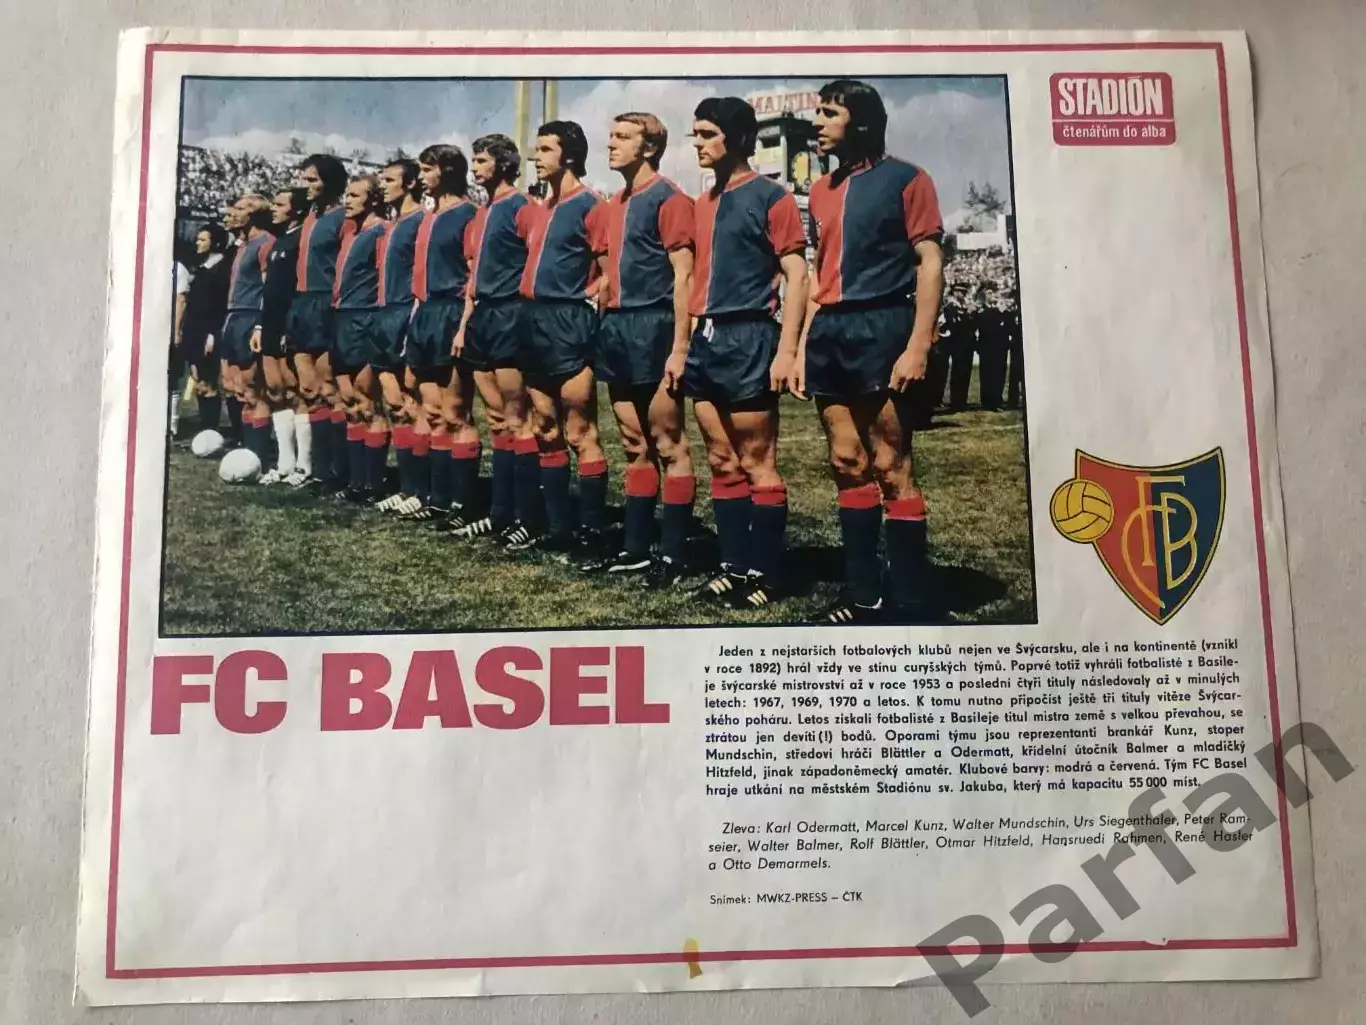 MALTIN
STADIÓN
čtenářům do alba
FCB
FC BASEL
Jeden z nejstarších fotbalových klubů nejen ve Švýcarsku, ale i na kontinentě (vznikl
v roce 1892) hrál vždy ve stínu curyšských týmů. Poprvé totiž vyhráli fotbalisté z Basile-
je švýcarské mistrovství až v roce 1953 a poslední čtyři tituly následovaly až v minulých
letech: 1967, 1969, 1970 a letos. K tomu nutno připočíst ještě tři tituly vítěze Švýcar-
ského poháru. Letos získali fotbalisté z Basileje titul mistra země s velkou převahou, se
ztrátou jen devíti (!) bodů. Oporami týmu jsou reprezentanti brankář Kunz, stoper
Mundschin, středoví hráči Blättler a Odermatt, křídelní útočník Balmer a mladičký
Hitzfeld, jinak západoněmecký amatér. Klubové barvy: modrá a červená. Tým FC Basel
hraje utkání na městském Stadiónu sv. Jakuba, který má kapacitu 55 000 míst.
Zleva: Karl Odermatt, Marcel Kunz, Walter Mundschin, Urs Siegenthaler, Peter Ram-
seier, Walter Balmer, Rolf Blättler, Otmar Hitzfeld, Hansruedi Rahmen, René Hasler
a Otto Demarmels.
Snímek: MWKZ-PRESS – ČTK
Parfan